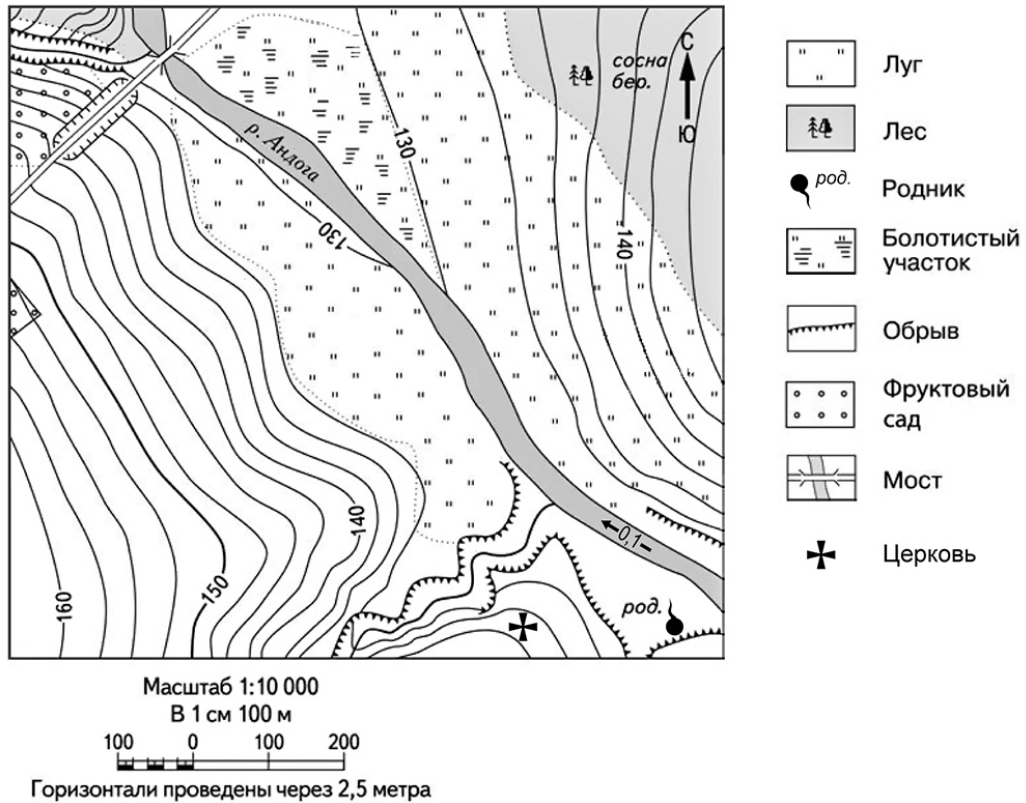 С
Ю
сосна
бер.
130
р. Андога
130
140
140
150
160
0,1
род.
Луг
Лес
род.
Родник
Болотистый
участок
Обрыв
Фруктовый
сад
Мост
Церковь
Масштаб 1:10 000
В 1 см 100 м
100 0 100 200
Горизонтали проведены через 2,5 метра